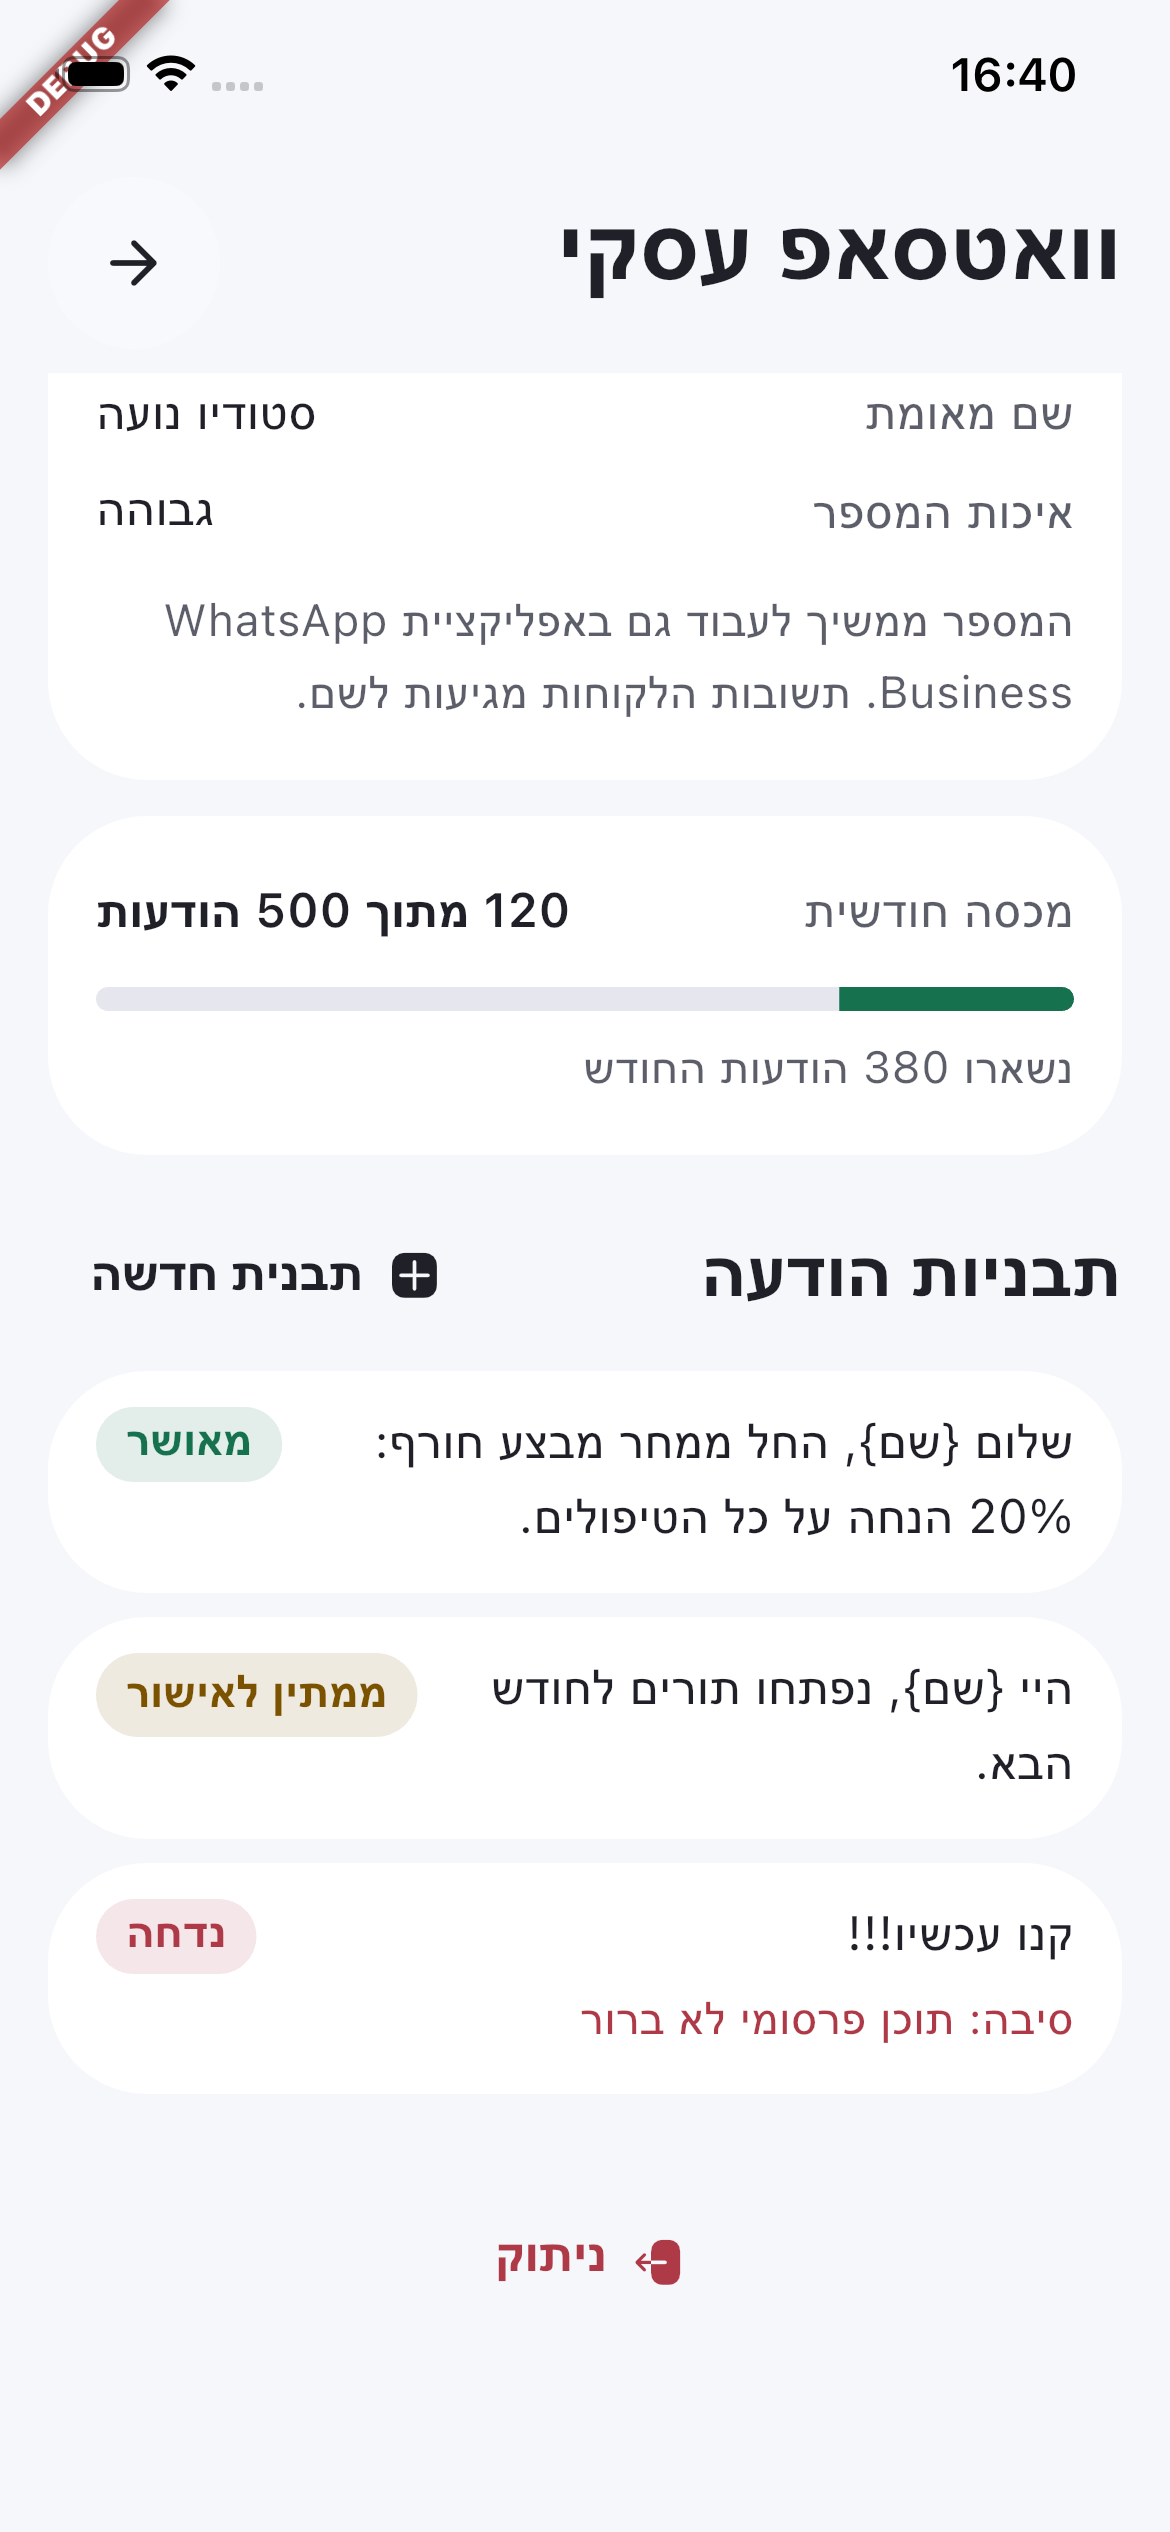 16:40
DEBUG
וואטסאפ עסקי
שם מאומת
סטודיו נועה
איכות המספר
גבוהה
המספר ממשיך לעבוד גם באפליקציית WhatsApp
Business. תשובות הלקוחות מגיעות לשם.
מכסה חודשית
120 מתוך 500 הודעות
נשארו 380 הודעות החודש
תבניות הודעה
תבנית חדשה
שלום {שם}, החל ממחר מבצע חורף:
20% הנחה על כל הטיפולים.
מאושר
היי {שם}, נפתחו תורים לחודש
הבא.
ממתין לאישור
קנו עכשיו!!!
נדחה
סיבה: תוכן פרסומי לא ברור
ניתוק